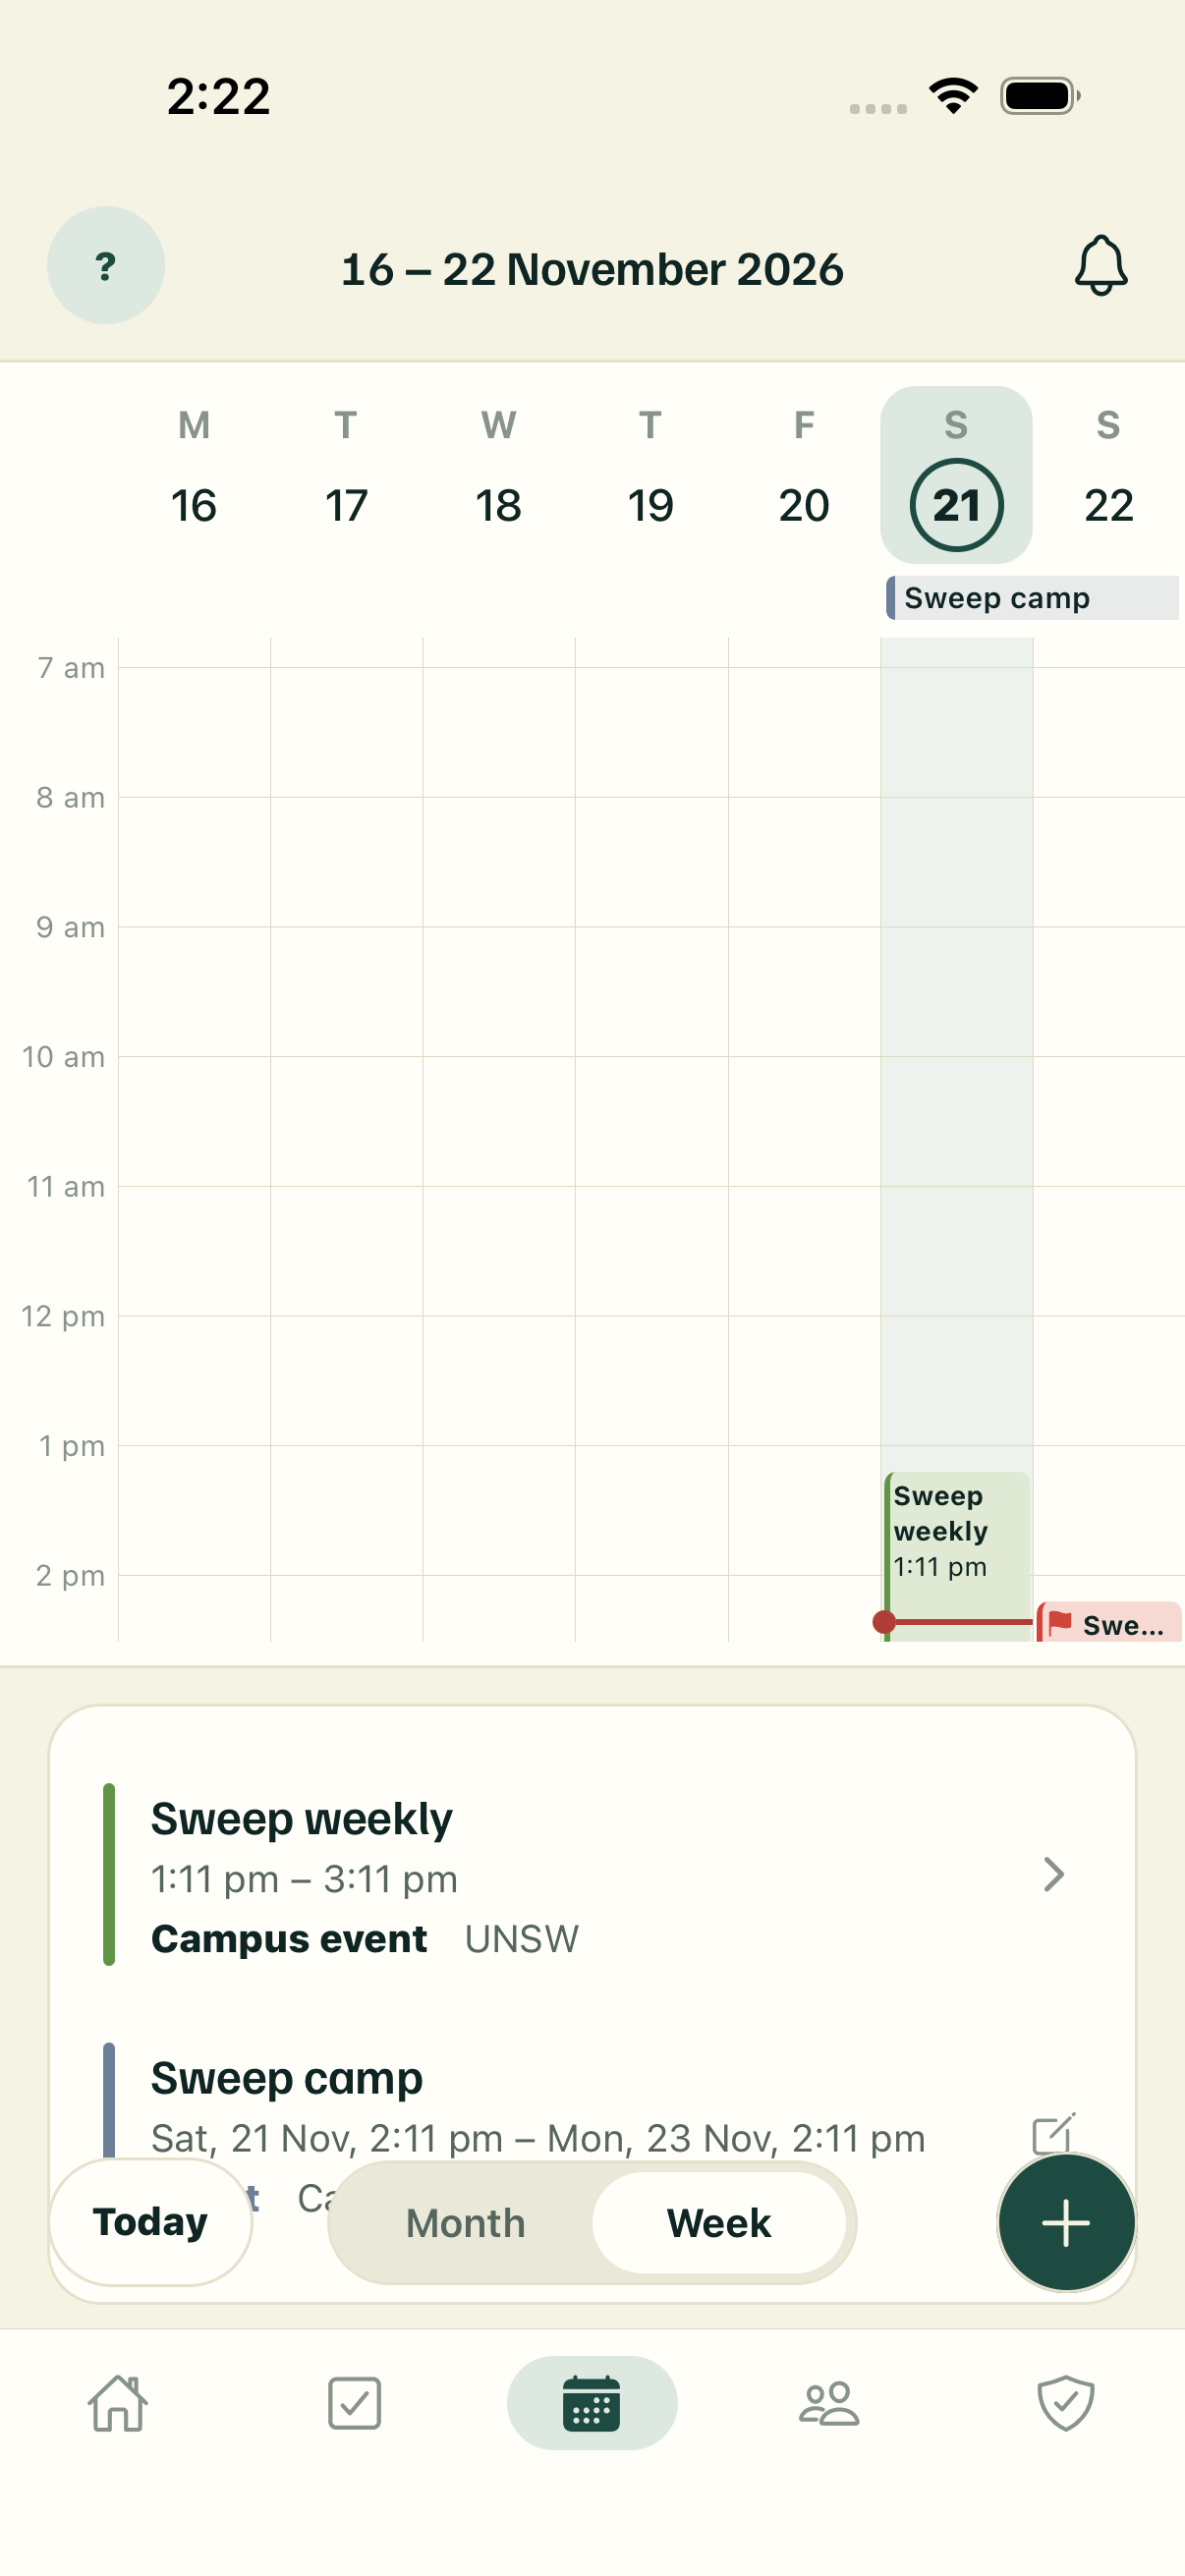 2:22
?
16 – 22 November 2026
M T W T F S S
16 17 18 19 20 21 22
Sweep camp
7 am
8 am
9 am
10 am
11 am
12 pm
1 pm
Sweep
weekly
1:11 pm
2 pm
Swe...
Sweep weekly
1:11 pm – 3:11 pm
Campus event UNSW
Sweep camp
Sat, 21 Nov, 2:11 pm – Mon, 23 Nov, 2:11 pm
Today Month Week